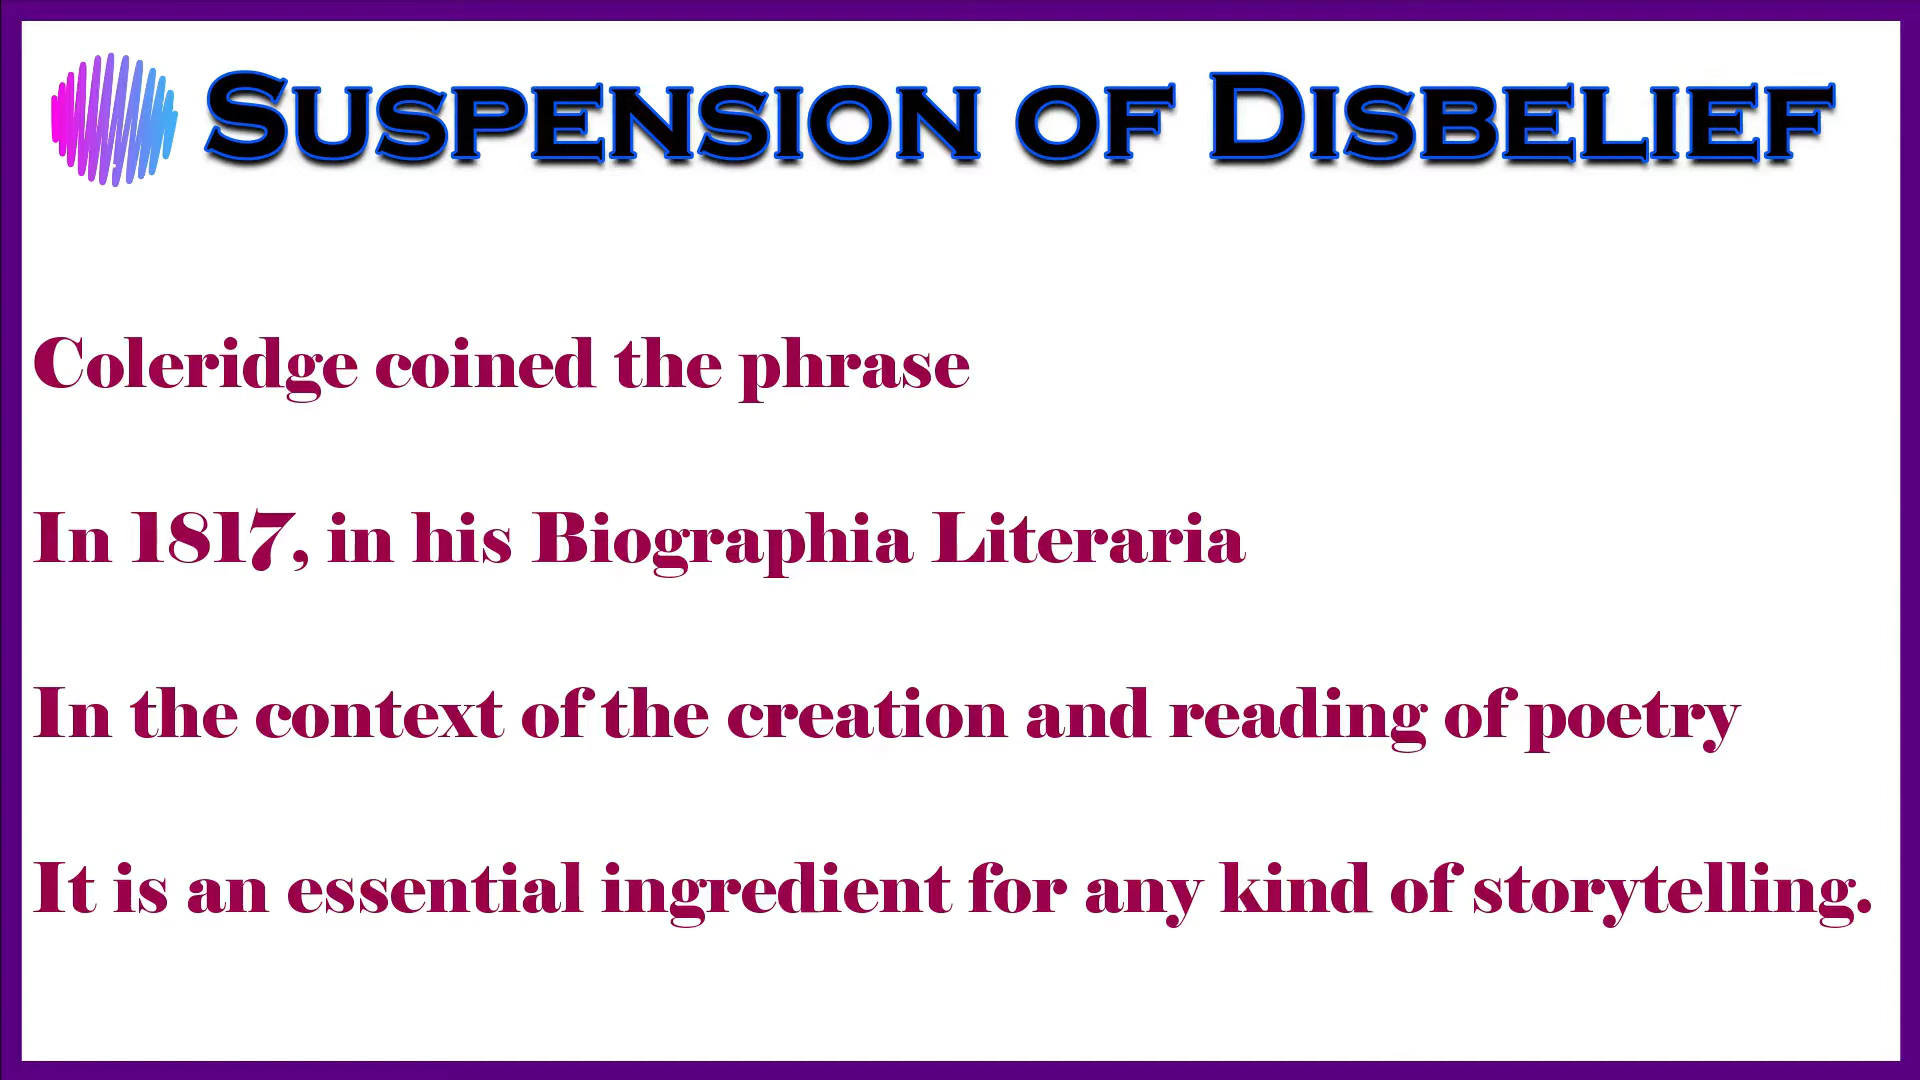 Suspension of Disbelief
Coleridge coined the phrase
In 1817, in his Biographia Literaria
In the context of the creation and reading of poetry
It is an essential ingredient for any kind of storytelling.